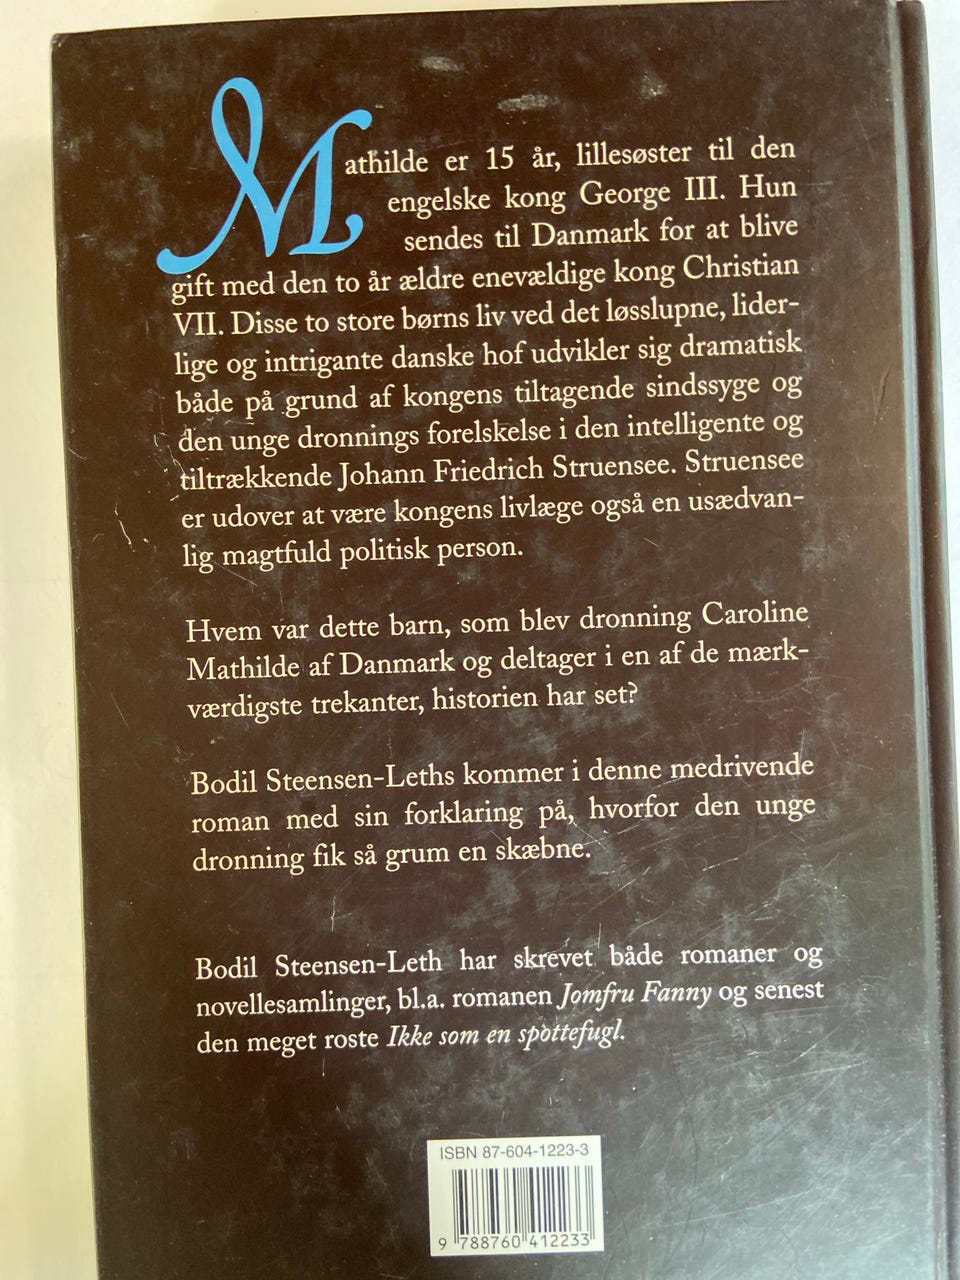 Mathilde er 15 år, lillesøster til den
engelske kong George III. Hun
sendes til Danmark for at blive
gift med den to år ældre enevældige kong Christian
VII. Disse to store børns liv ved det løsslupne, lider-
lige og intrigante danske hof udvikler sig dramatisk
både på grund af kongens tiltagende sindssyge og
den unge dronnings forelskelse i den intelligente og
tiltrækkende Johann Friedrich Struensee. Struensee
er udover at være kongens livlæge også en usædvan-
lig magtfuld politisk person.
Hvem var dette barn, som blev dronning Caroline
Mathilde af Danmark og deltager i en af de mærk-
værdigste trekanter, historien har set?
Bodil Steensen-Leths kommer i denne medrivende
roman med sin forklaring på, hvorfor den unge
dronning fik så grum en skæbne.
Bodil Steensen-Leth har skrevet både romaner og
novellesamlinger, bl.a. romanen Jomfru Fanny og senest
den meget roste Ikke som en spottefugl.
ISBN 87-604-1223-3
9 788760 412233